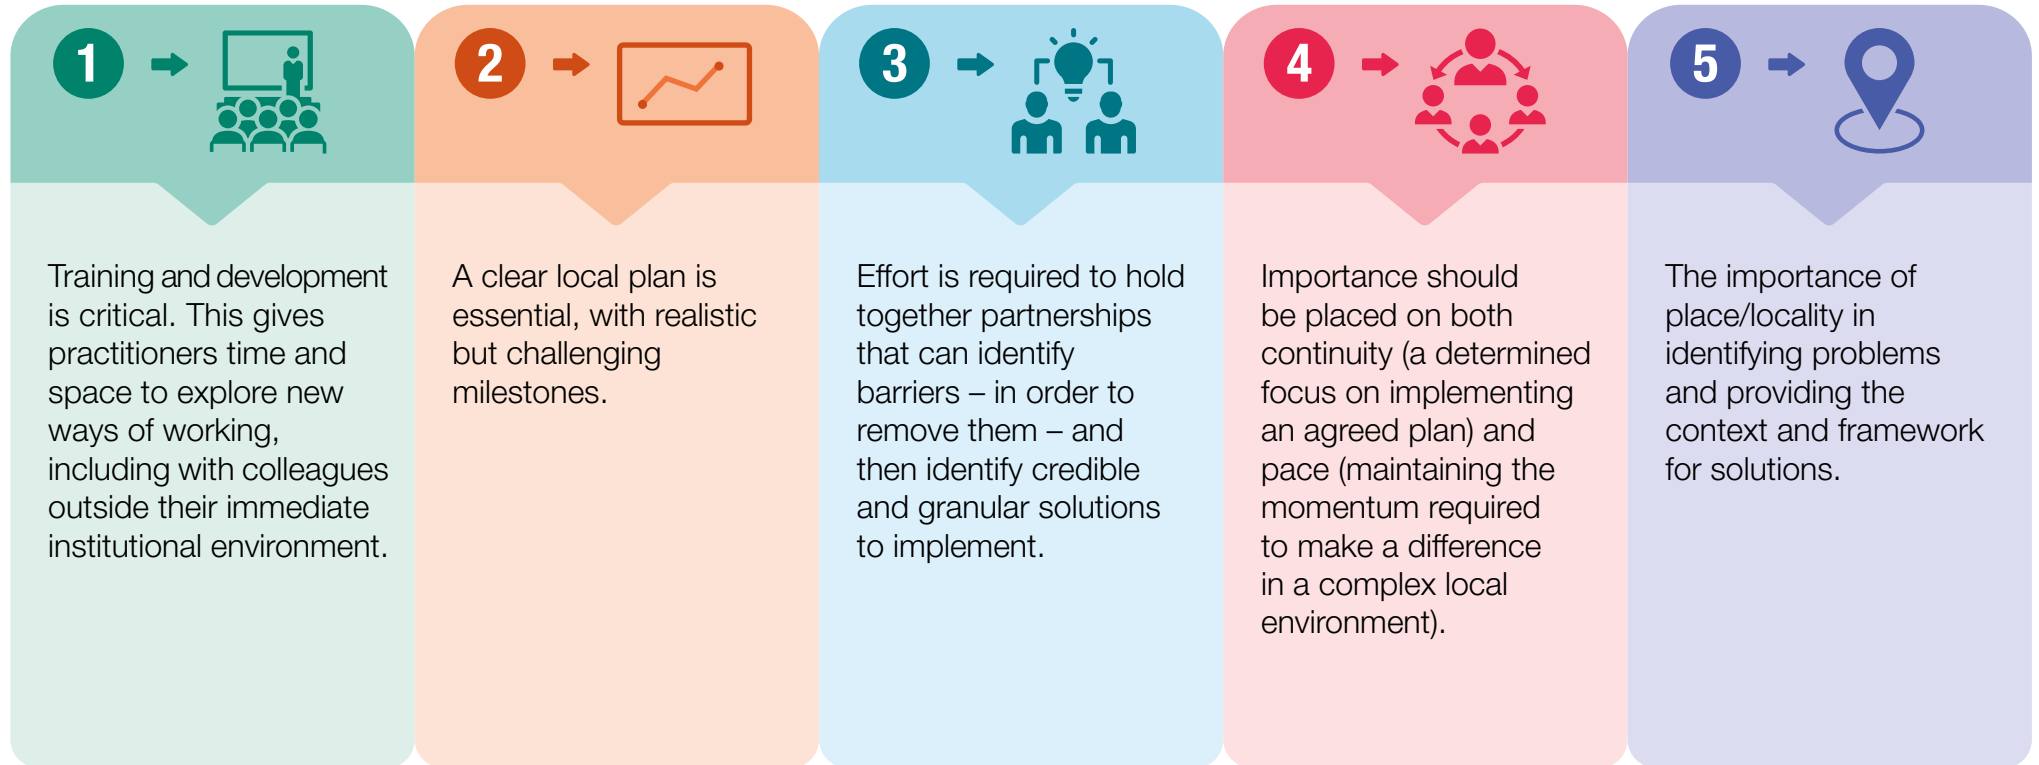 1
Training and development
is critical. This gives
practitioners time and
space to explore new
ways of working,
including with colleagues
outside their immediate
institutional environment.
2
A clear local plan is
essential, with realistic
but challenging
milestones.
3
Effort is required to hold
together partnerships
that can identify
barriers – in order to
remove them – and
then identify credible
and granular solutions
to implement.
4
Importance should
be placed on both
continuity (a determined
focus on implementing
an agreed plan) and
pace (maintaining the
momentum required
to make a difference
in a complex local
environment).
5
The importance of
place/locality in
identifying problems
and providing the
context and framework
for solutions.